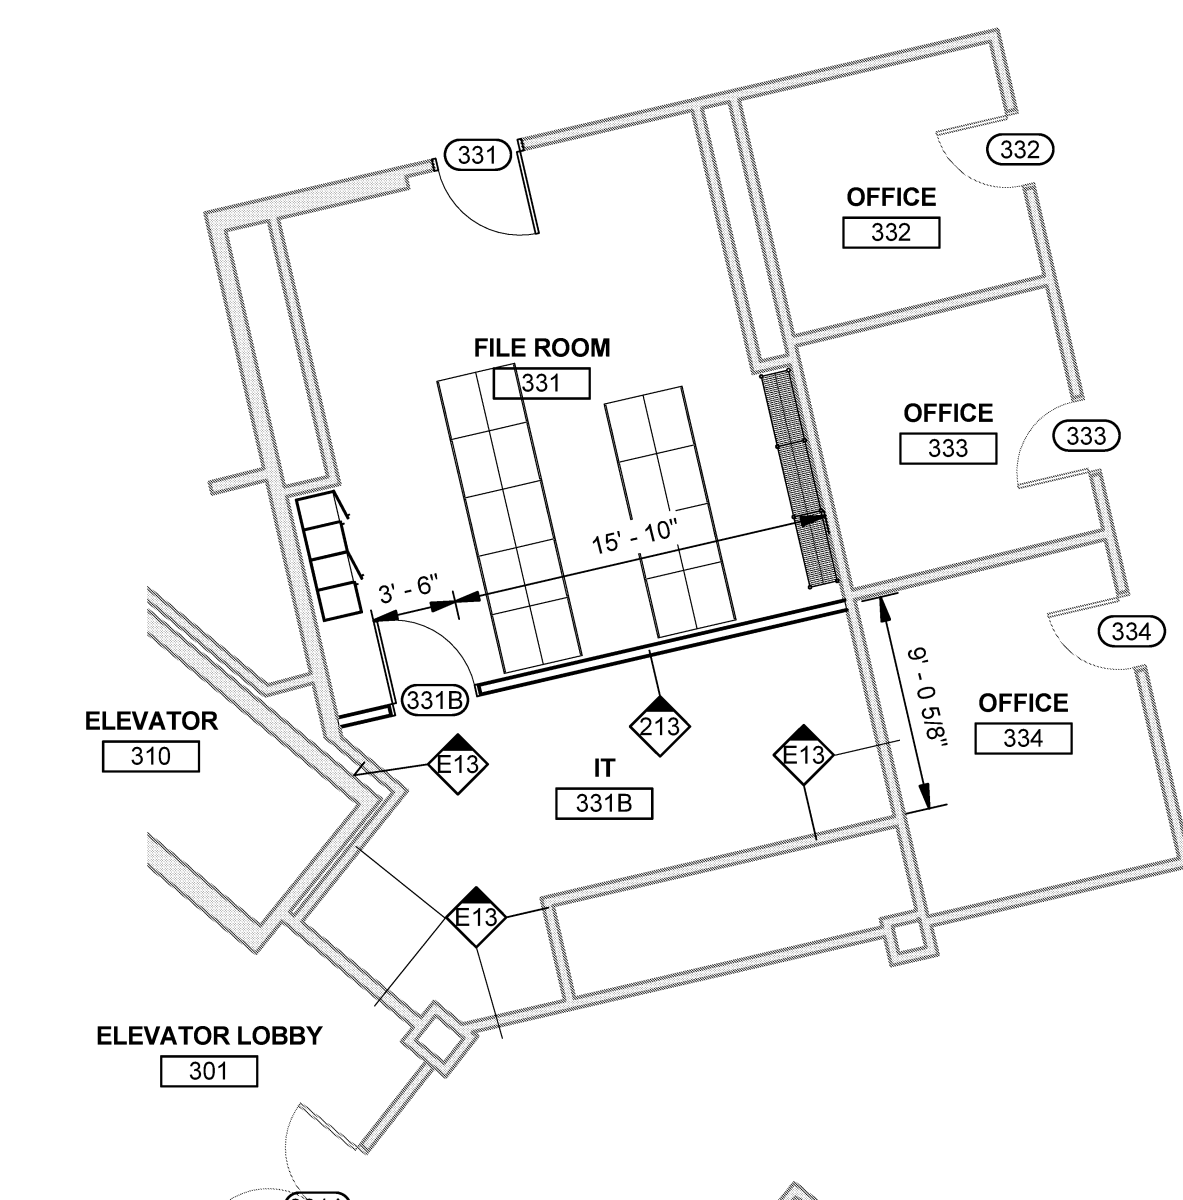 331
332
OFFICE
332
FILE ROOM
331
OFFICE
333
333
15' - 10"
3' - 6"
334
9' - 0 5/8"
331B
OFFICE
334
ELEVATOR
310
213
E13
E13
IT
331B
E13
ELEVATOR LOBBY
301